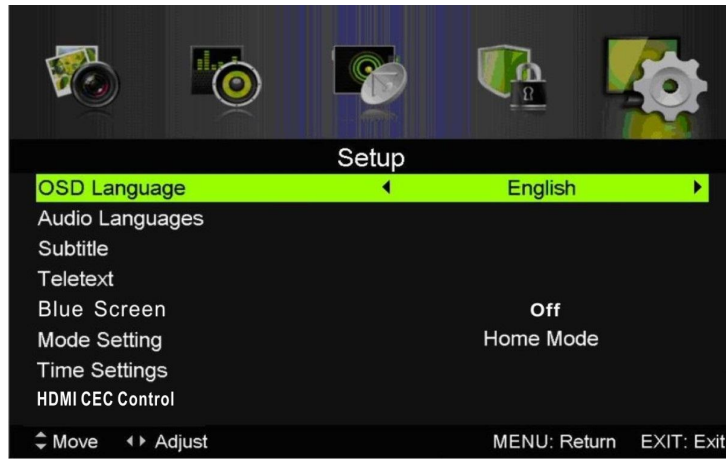 Setup
OSD Language English
Audio Languages
Subtitle
Teletext
Blue Screen Off
Mode Setting Home Mode
Time Settings
HDMI CEC Control
Move Adjust MENU: Return EXIT: Exit